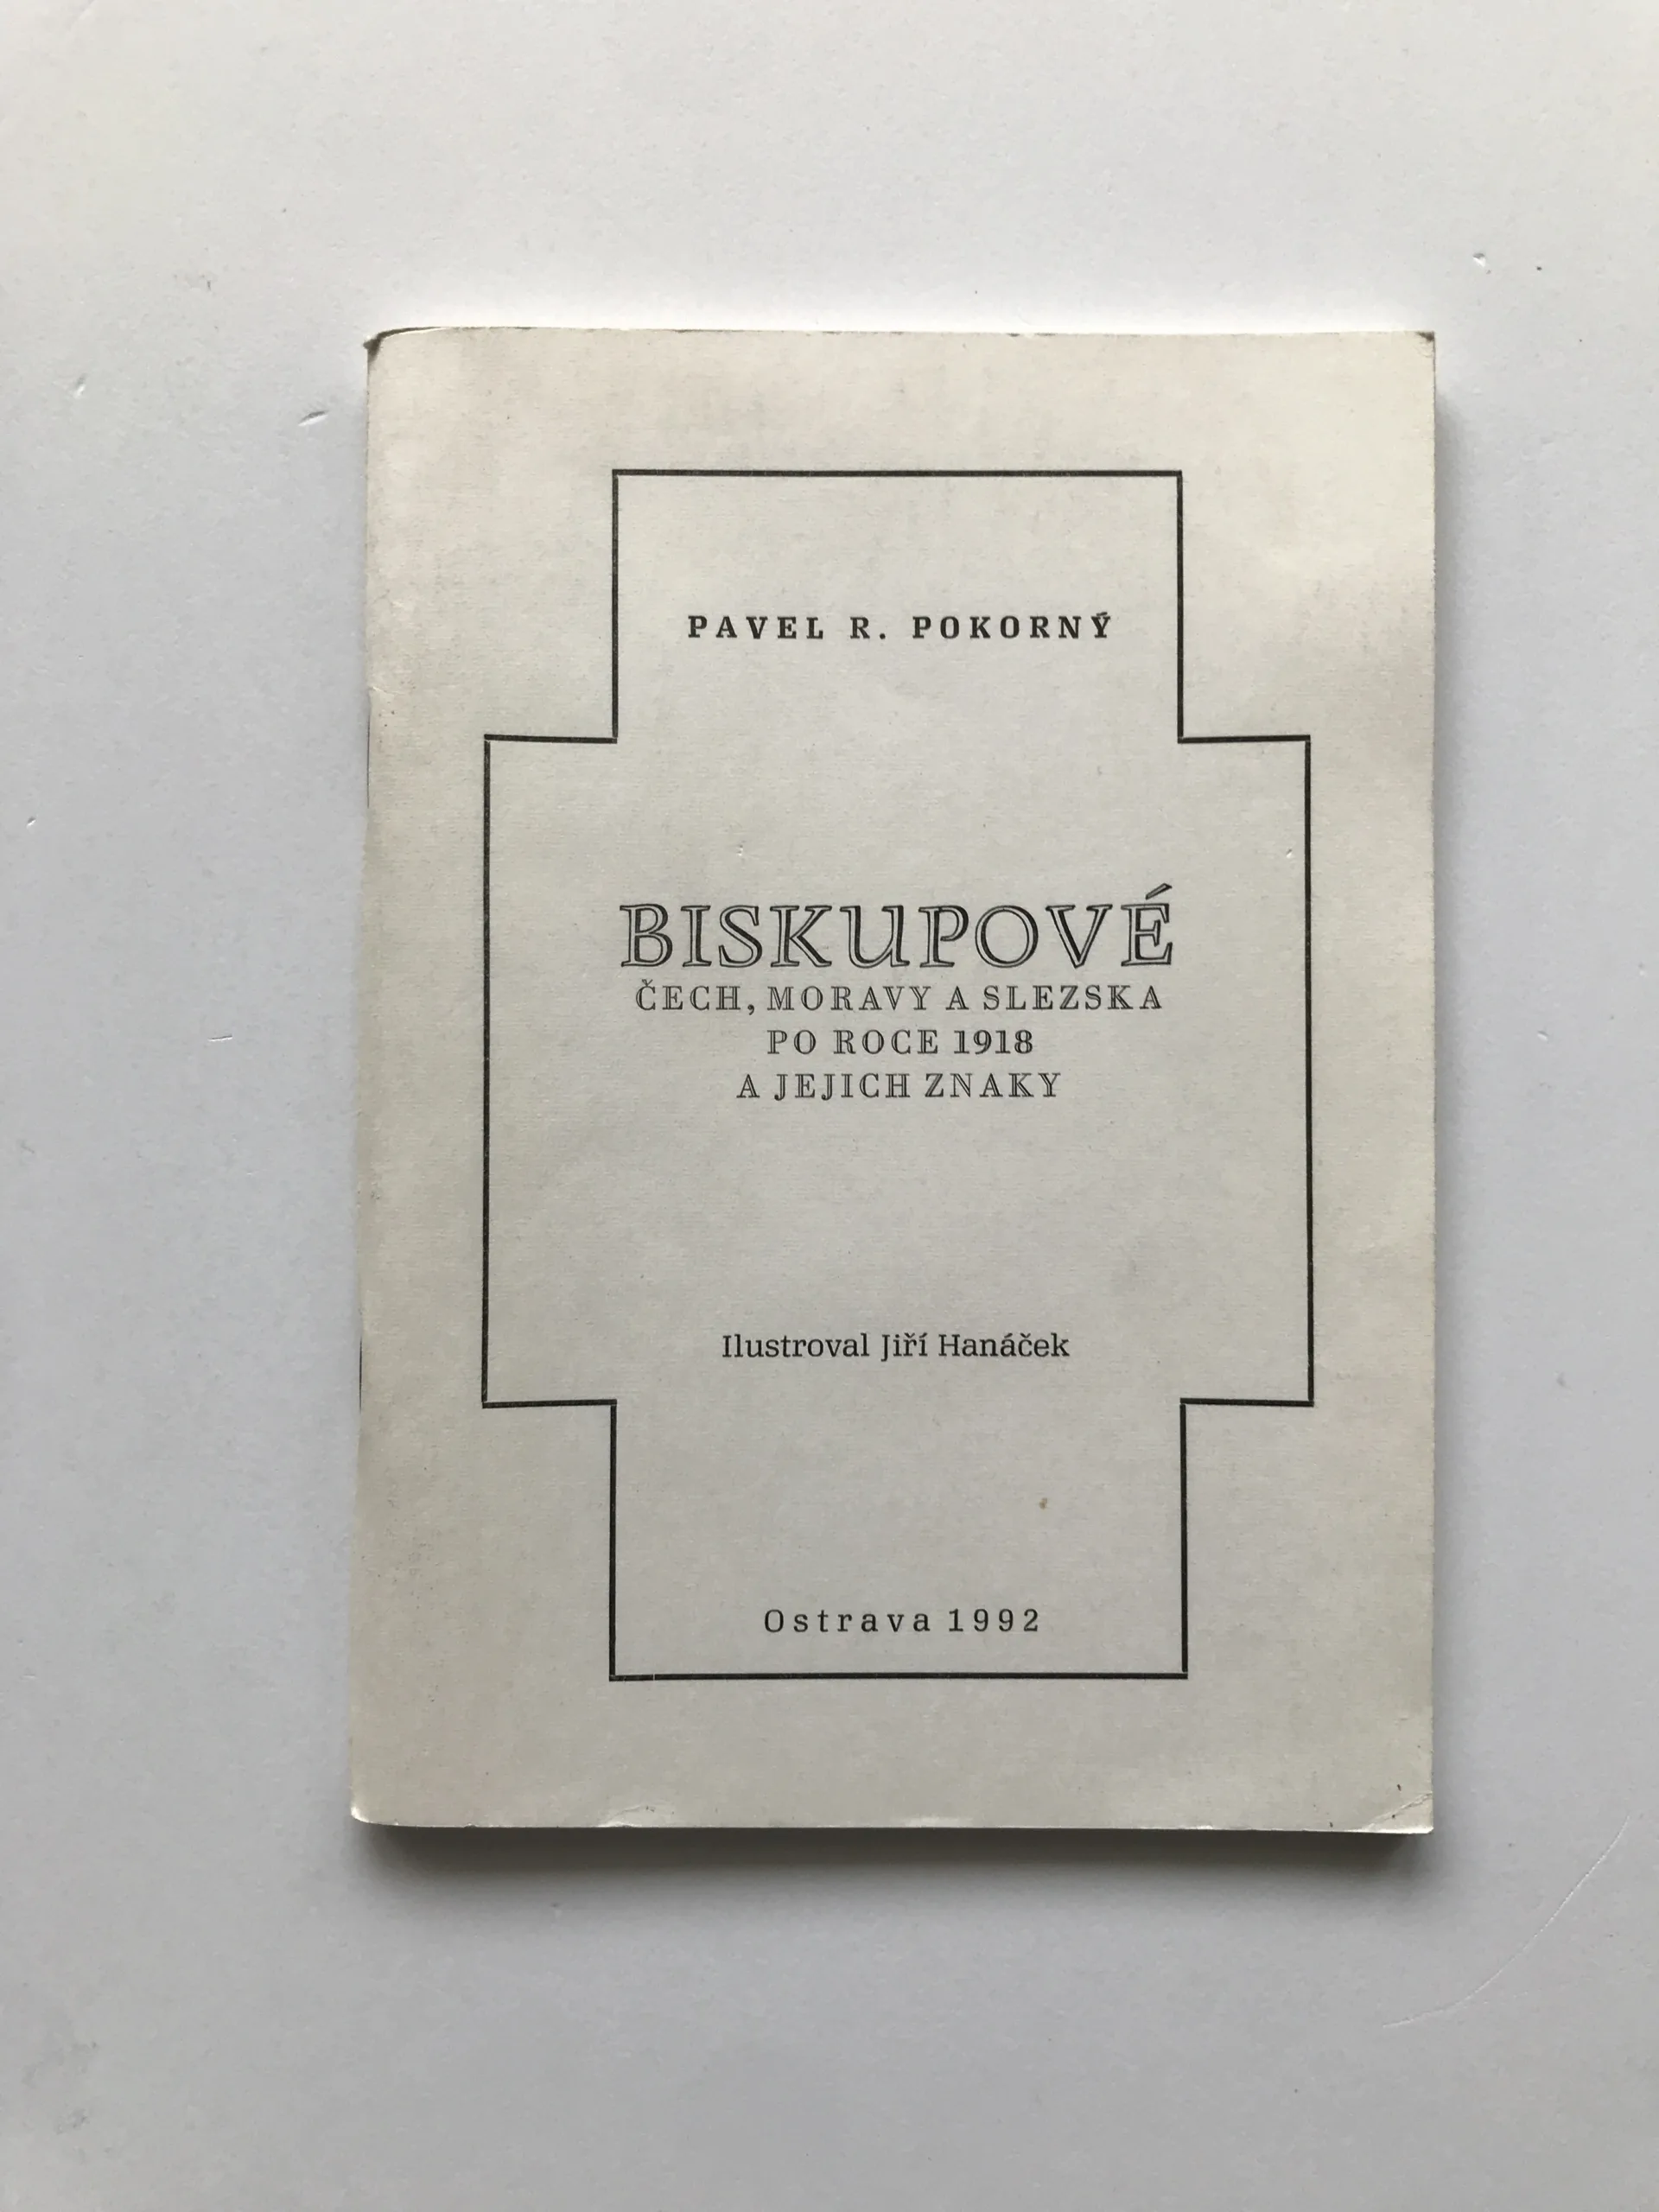 PAVEL R. POKORNÝ
BISKUPOVÉ
ČECH, MORAVY A SLEZSKA
PO ROCE 1918
A JEJICH ZNAKY
Ilustroval Jiří Hanáček
Ostrava 1992